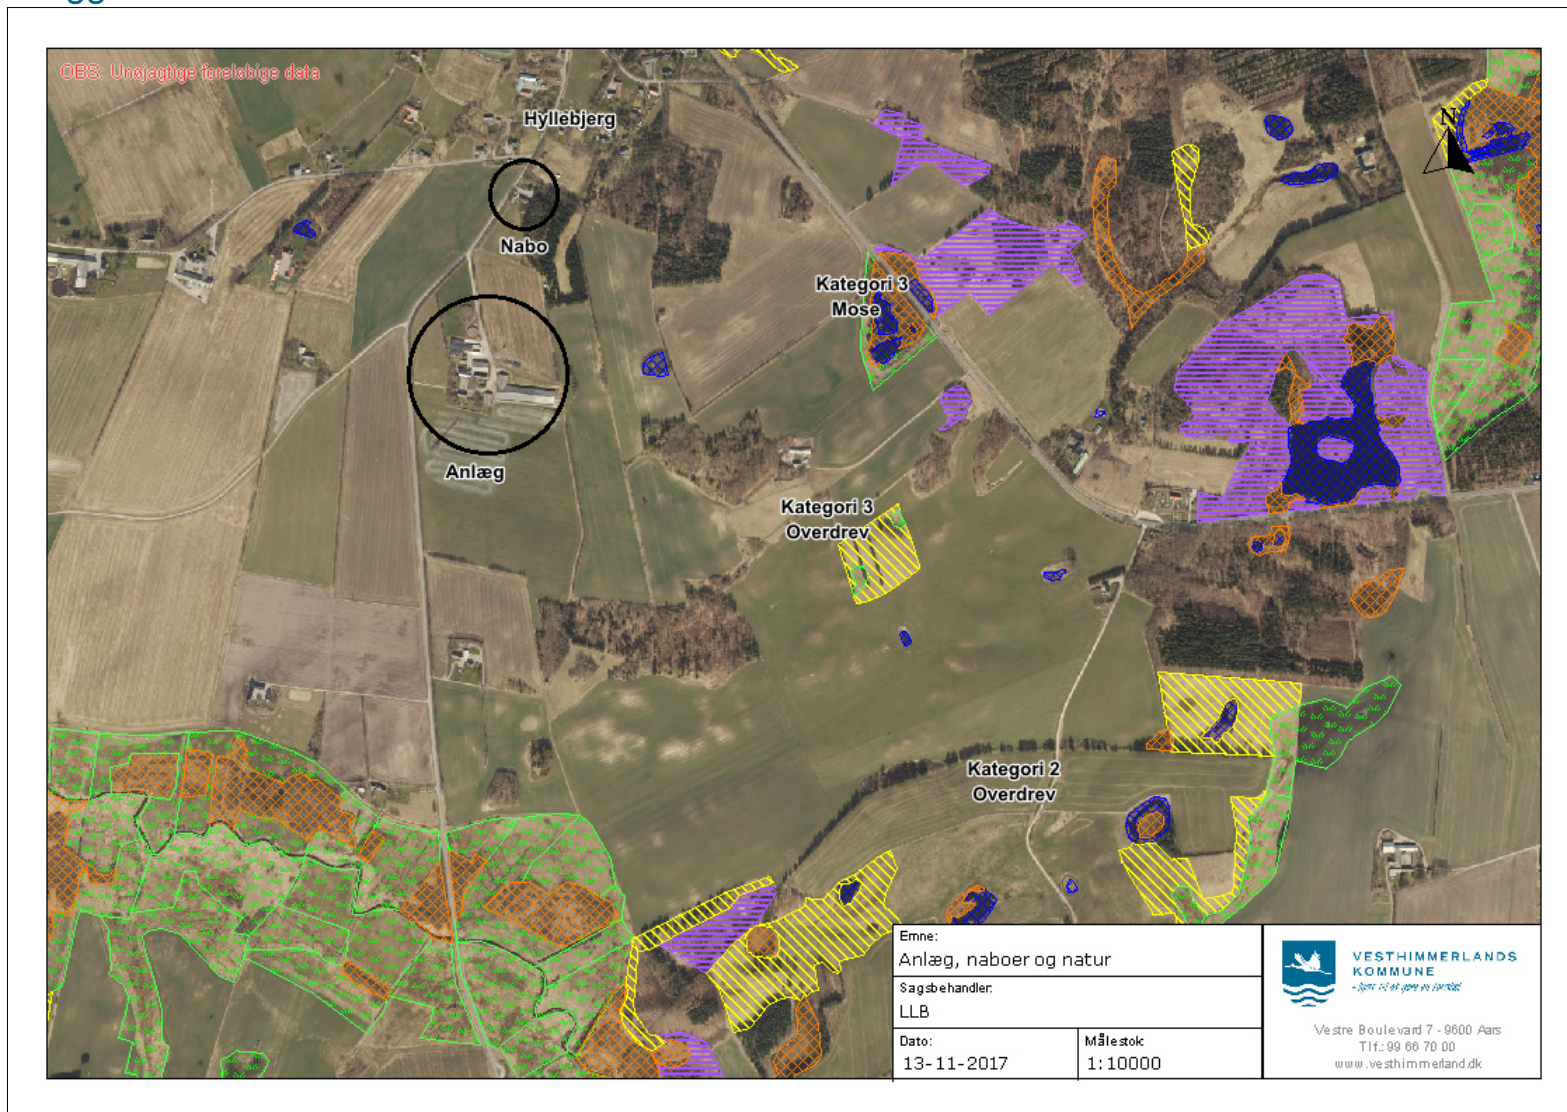 OBS: Unøjagtige foreløbige data
Hyllebjerg
N
Nabo
Kategori 3
Mose
Anlæg
Kategori 3
Overdrev
Kategori 2
Overdrev
Emne:
Anlæg, naboer og natur
Sagsbehandler:
LLB
Dato:
13-11-2017
Målestok
1:10000
VESTHIMMERLANDS
KOMMUNE
Vestre Boulevard 7 - 9600 Aars
Tlf.: 99 66 70 00
www.vesthimmerland.dk